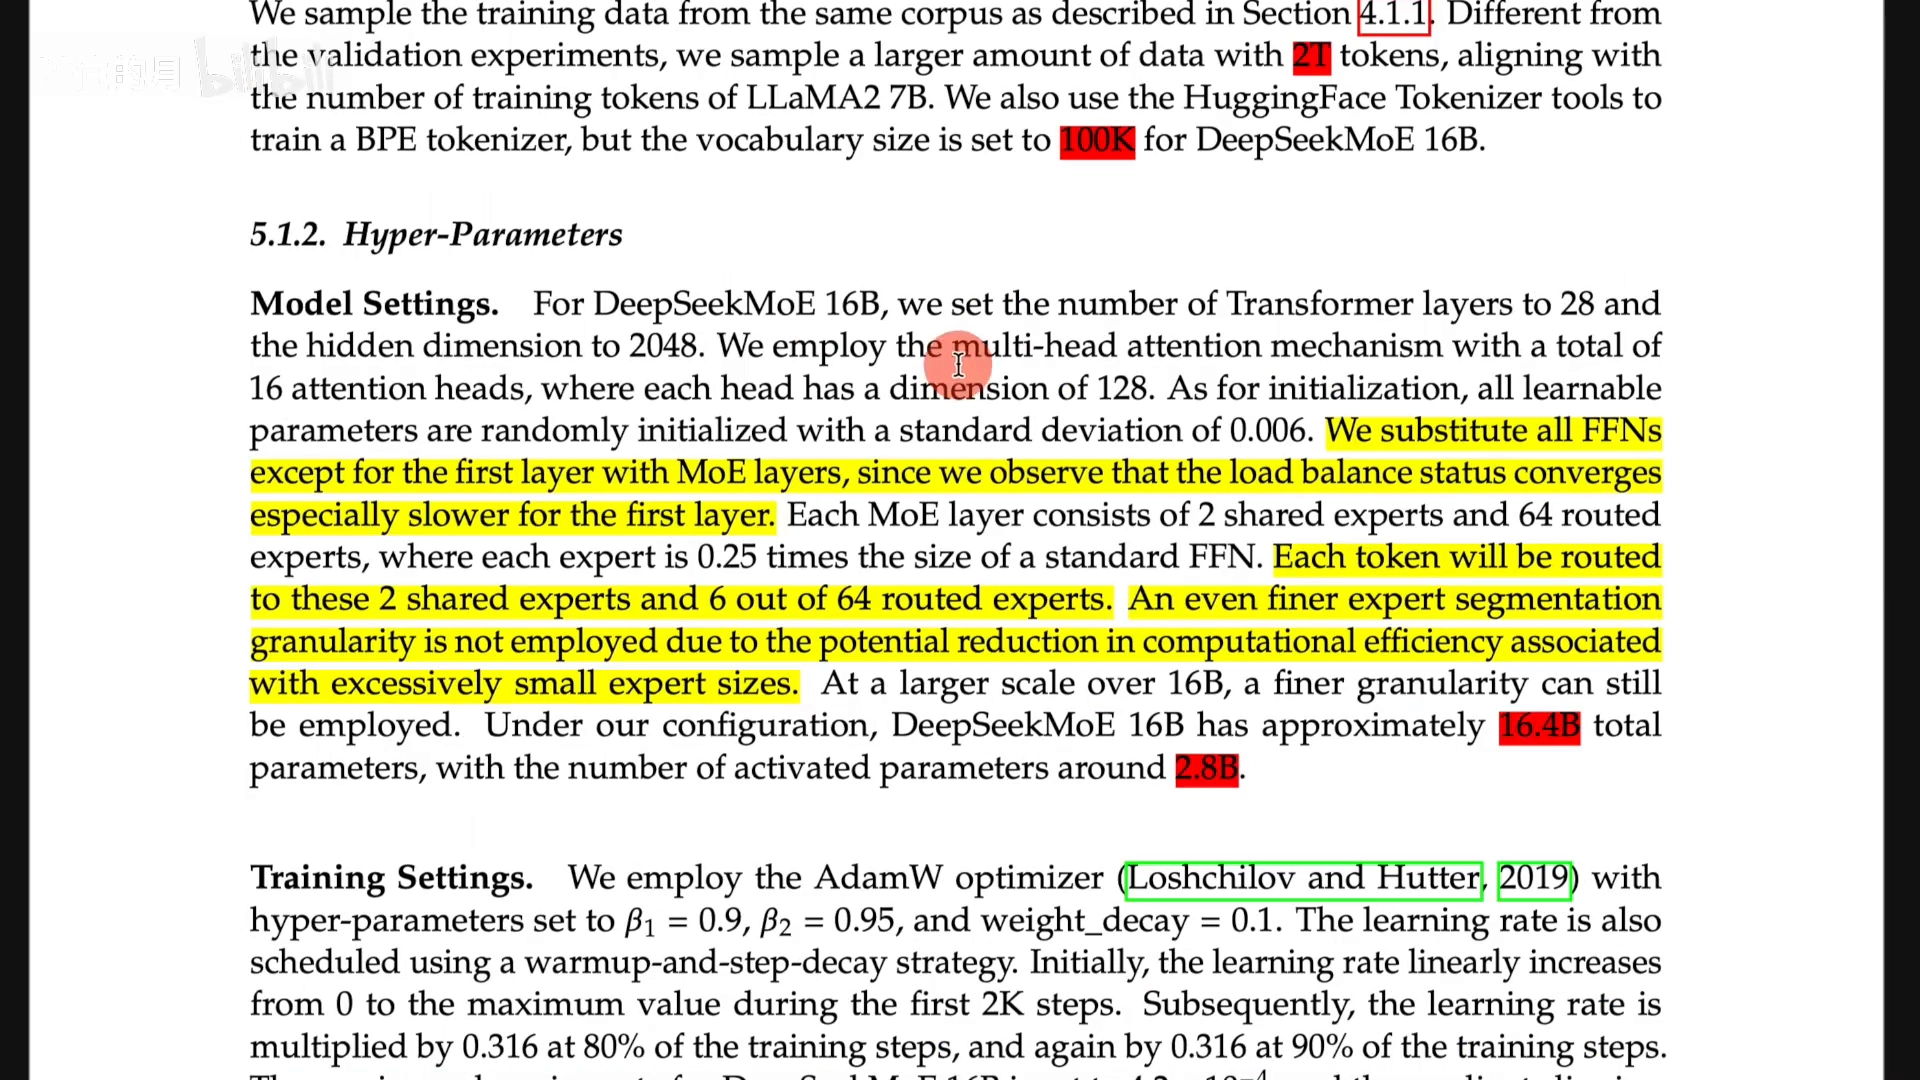 We sample the training data from the same corpus as described in Section 4.1.1. Different from
the validation experiments, we sample a larger amount of data with 2T tokens, aligning with
the number of training tokens of LLaMA2 7B. We also use the HuggingFace Tokenizer tools to
train a BPE tokenizer, but the vocabulary size is set to 100K for DeepSeekMoE 16B.
5.1.2. Hyper-Parameters
Model Settings. For DeepSeekMoE 16B, we set the number of Transformer layers to 28 and
the hidden dimension to 2048. We employ the multi-head attention mechanism with a total of
16 attention heads, where each head has a dimension of 128. As for initialization, all learnable
parameters are randomly initialized with a standard deviation of 0.006. We substitute all FFNs
except for the first layer with MoE layers, since we observe that the load balance status converges
especially slower for the first layer. Each MoE layer consists of 2 shared experts and 64 routed
experts, where each expert is 0.25 times the size of a standard FFN. Each token will be routed
to these 2 shared experts and 6 out of 64 routed experts. An even finer expert segmentation
granularity is not employed due to the potential reduction in computational efficiency associated
with excessively small expert sizes. At a larger scale over 16B, a finer granularity can still
be employed. Under our configuration, DeepSeekMoE 16B has approximately 16.4B total
parameters, with the number of activated parameters around 2.8B.
Training Settings. We employ the AdamW optimizer (Loshchilov and Hutter, 2019) with
hyper-parameters set to β₁ = 0.9, β₂ = 0.95, and weight_decay = 0.1. The learning rate is also
scheduled using a warmup-and-step-decay strategy. Initially, the learning rate linearly increases
from 0 to the maximum value during the first 2K steps. Subsequently, the learning rate is
multiplied by 0.316 at 80% of the training steps, and again by 0.316 at 90% of the training steps.